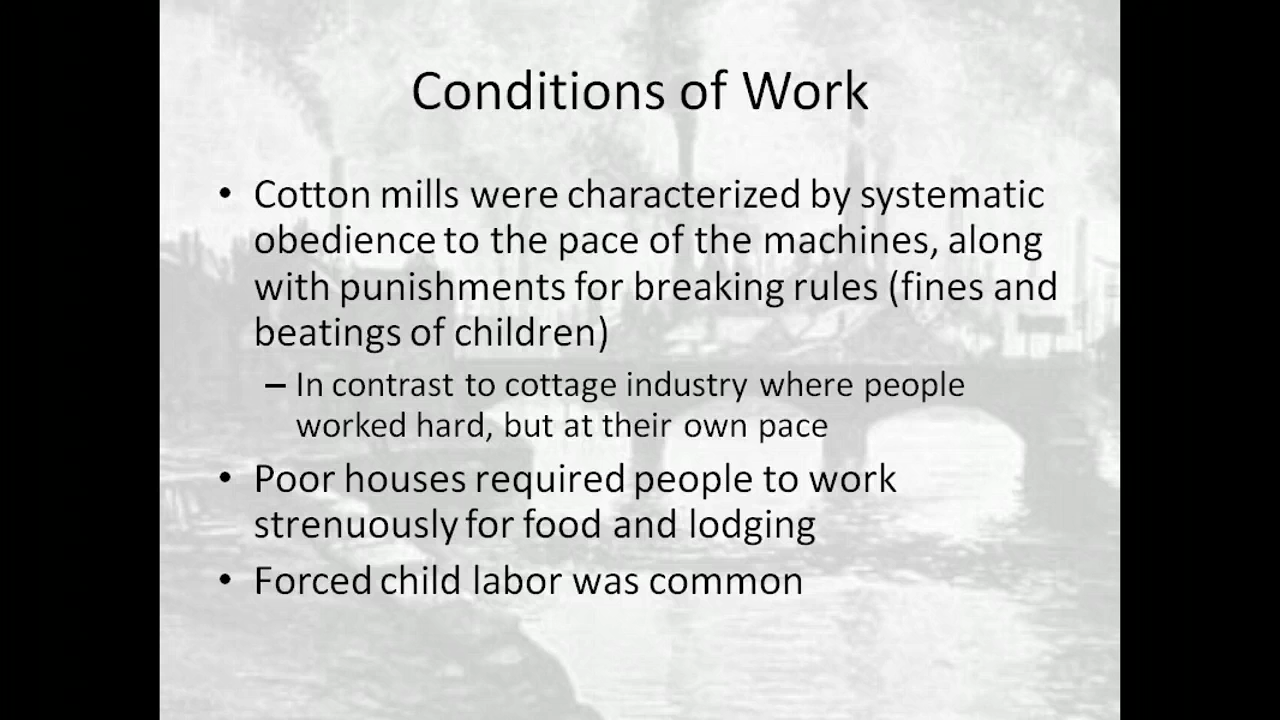 Conditions of Work
• Cotton mills were characterized by systematic
obedience to the pace of the machines, along
with punishments for breaking rules (fines and
beatings of children)
– In contrast to cottage industry where people
worked hard, but at their own pace
• Poor houses required people to work
strenuously for food and lodging
• Forced child labor was common